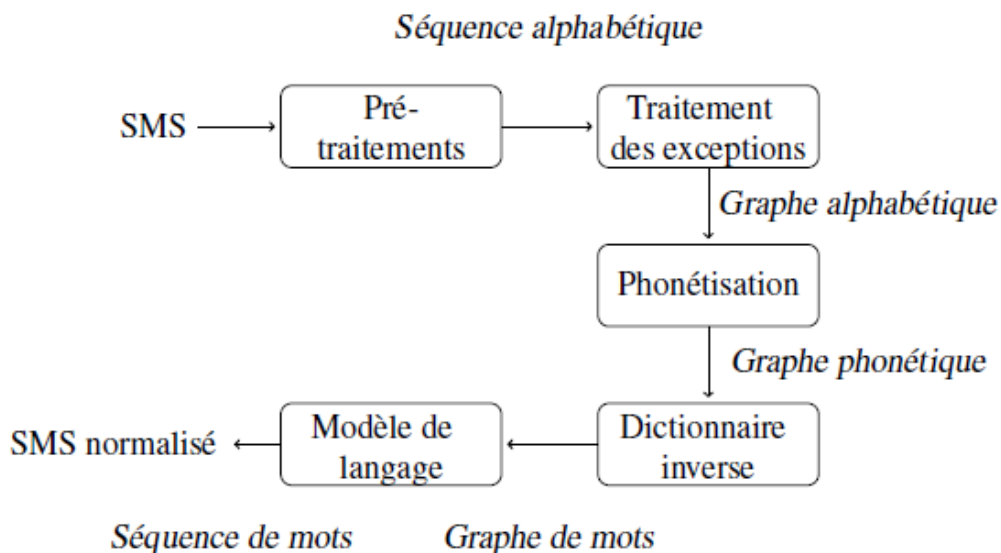 Séquence alphabétique
SMS
Pré-
traitements
Traitement
des exceptions
Graphe alphabétique
Phonétisation
Graphe phonétique
SMS normalisé
Modèle de
langage
Dictionnaire
inverse
Séquence de mots
Graphe de mots